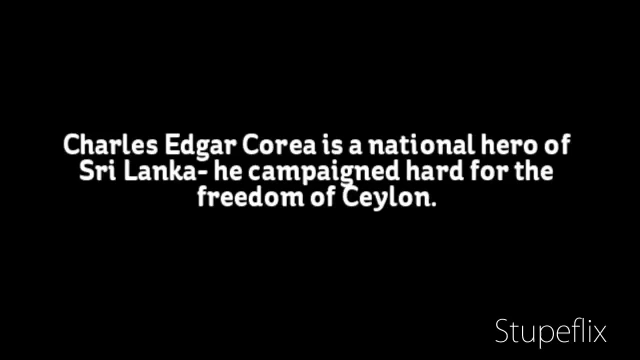 Charles Edgar Corea is a national hero of
Sri Lanka- he campaigned hard for the
freedom of Ceylon.
Stupeflix